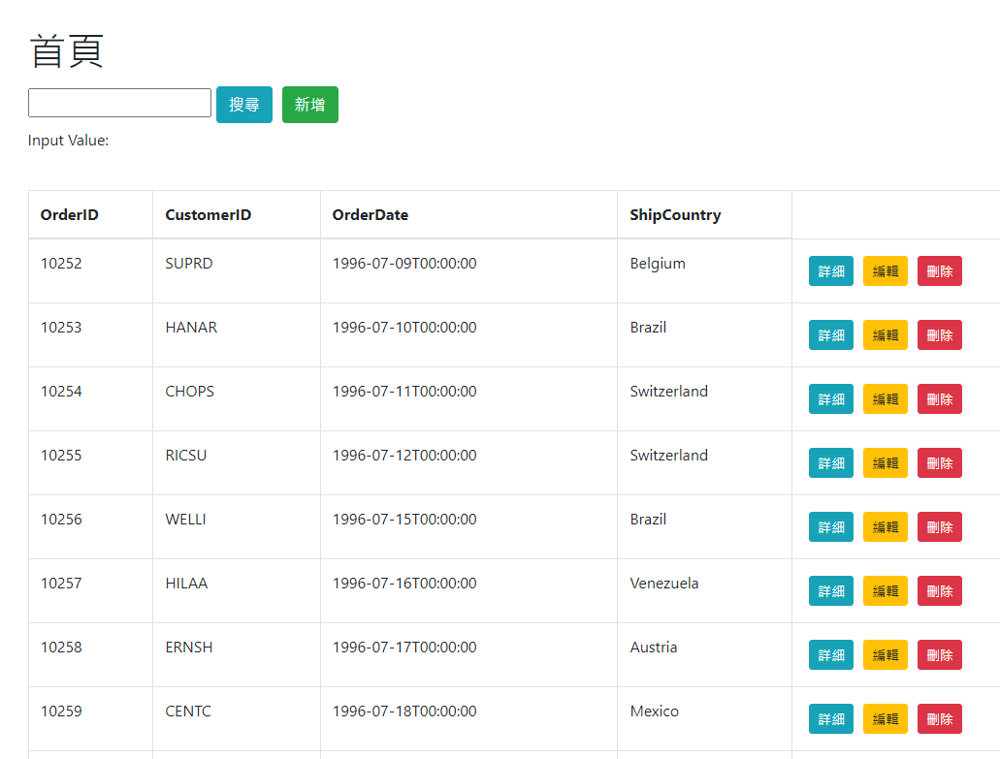 首頁
搜尋 新增
Input Value:
OrderID CustomerID OrderDate ShipCountry
10252 SUPRD 1996-07-09T00:00:00 Belgium 詳細 編輯 刪除
10253 HANAR 1996-07-10T00:00:00 Brazil 詳細 編輯 刪除
10254 CHOPS 1996-07-11T00:00:00 Switzerland 詳細 編輯 刪除
10255 RICSU 1996-07-12T00:00:00 Switzerland 詳細 編輯 刪除
10256 WELLI 1996-07-15T00:00:00 Brazil 詳細 編輯 刪除
10257 HILAA 1996-07-16T00:00:00 Venezuela 詳細 編輯 刪除
10258 ERNSH 1996-07-17T00:00:00 Austria 詳細 編輯 刪除
10259 CENTC 1996-07-18T00:00:00 Mexico 詳細 編輯 刪除